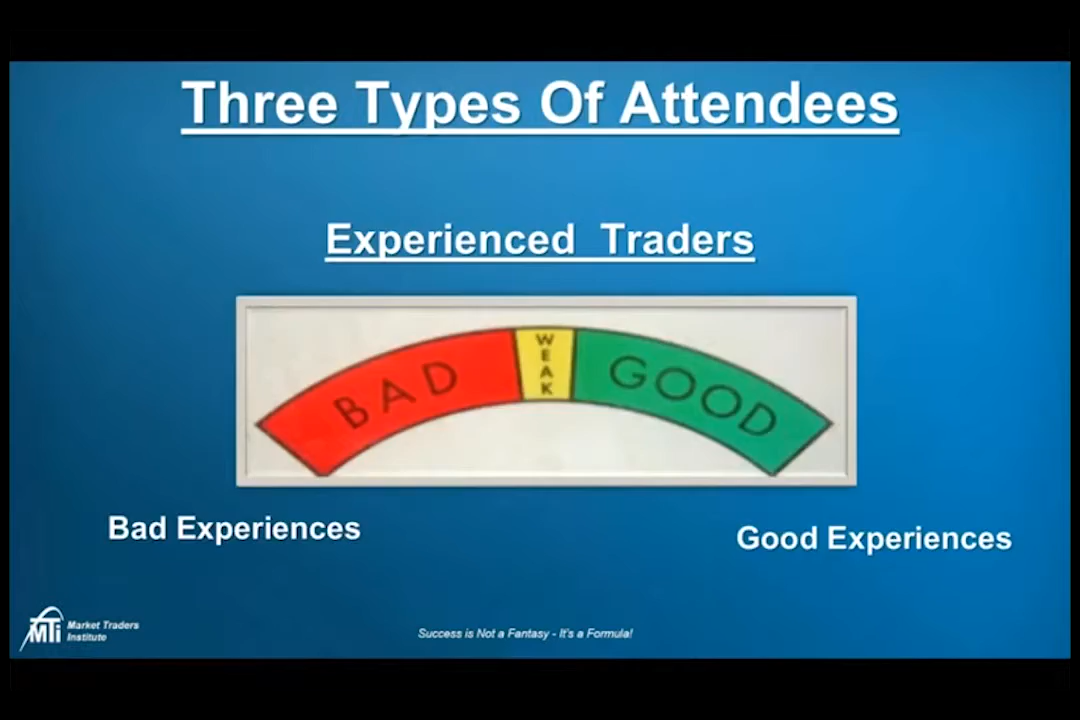 Three Types Of Attendees
Experienced Traders
BAD
WEAK
GOOD
Bad Experiences
Good Experiences
MTi
Market Traders
Institute
Success is Not a Fantasy - It's a Formula!